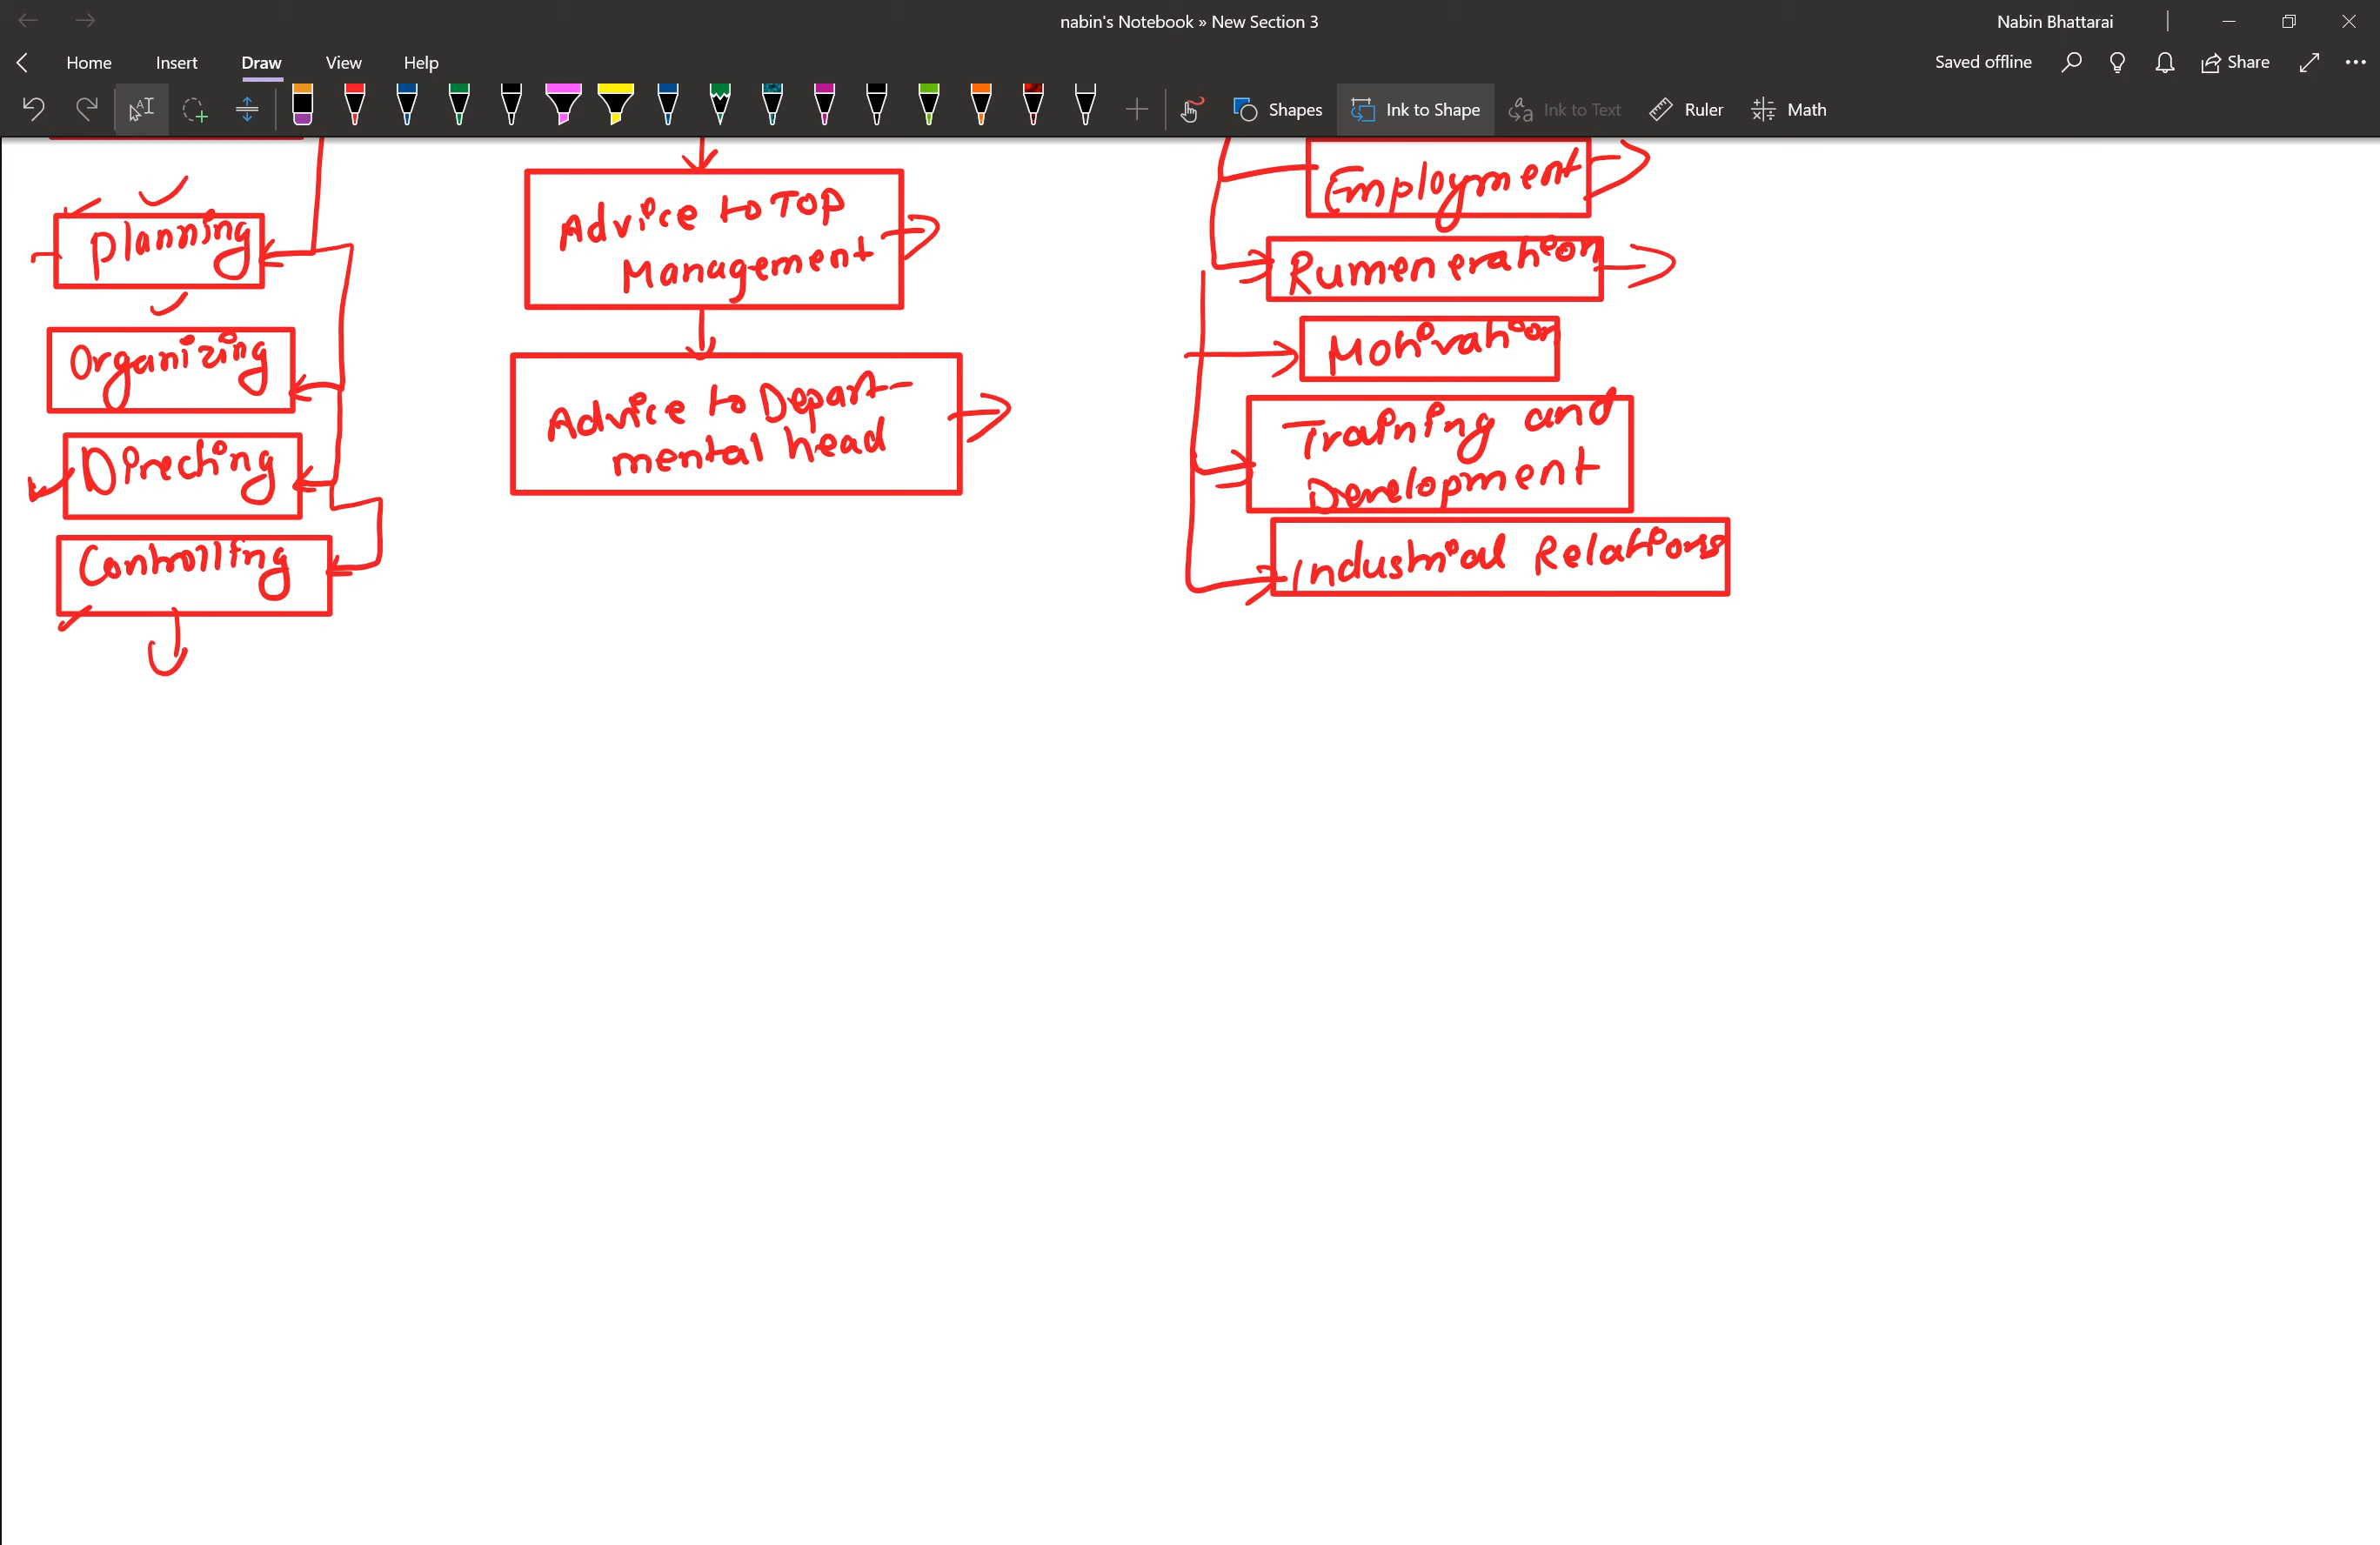 nabin's Notebook » New Section 3
Nabin Bhattarai
Home Insert Draw View Help
Saved offline
Share
Shapes
Ink to Shape
Ink to Text
Ruler
Math
Planning
Organizing
Directing
Controlling
Advice to Top
Management
Advice to Depart-
mental head
Employment
Rumeneration
Motivation
Training and
Development
Industrial Relations